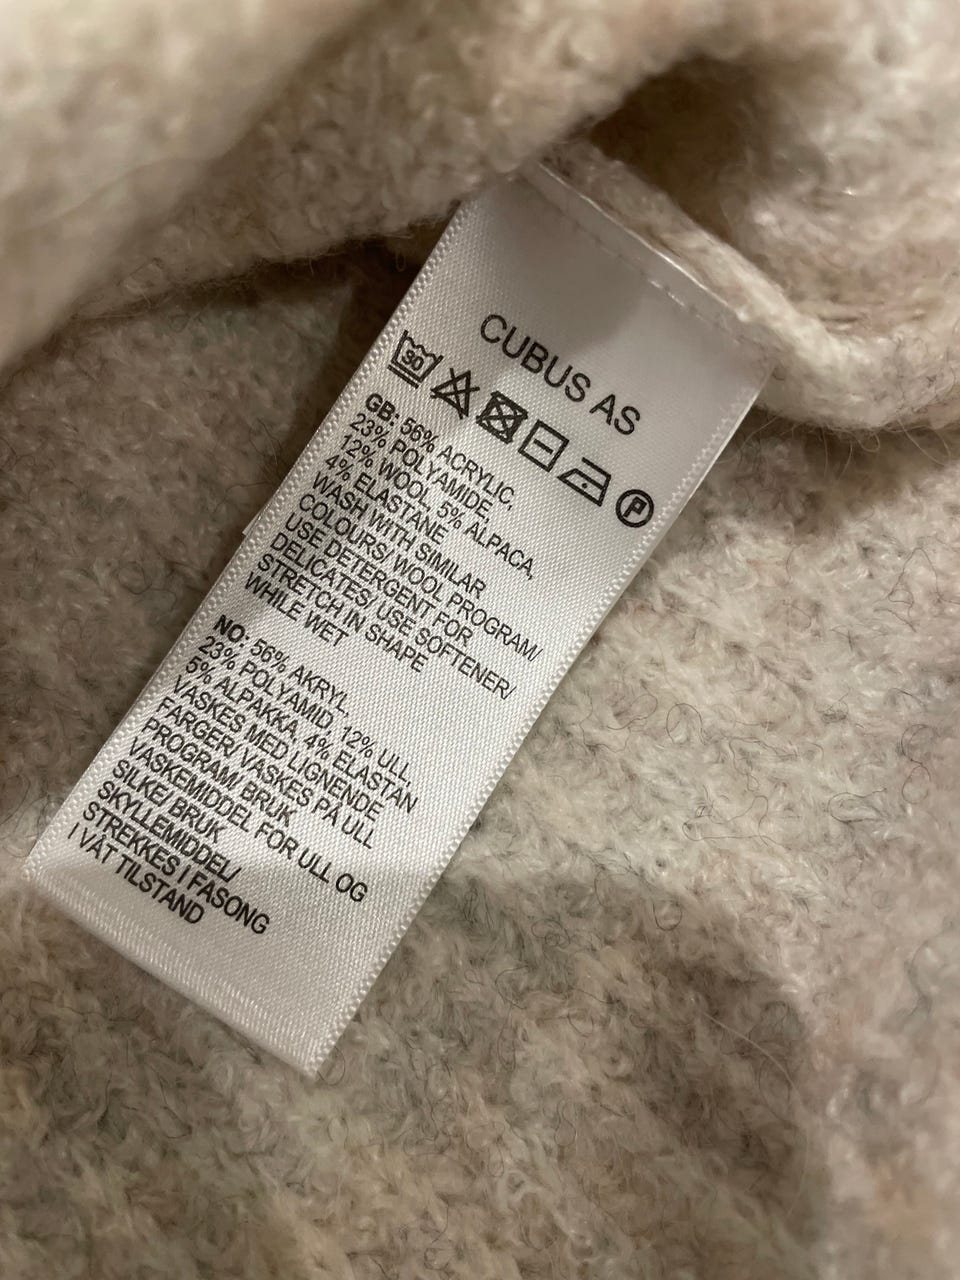 CUBUS AS
30 P
GB: 56% ACRYLIC,
23% POLYAMIDE,
12% WOOL, 5% ALPACA,
4% ELASTANE
WASH WITH SIMILAR
COLOURS/ WOOL PROGRAM/
USE DETERGENT FOR
DELICATES/ USE SOFTENER/
STRETCH IN SHAPE
WHILE WET
NO: 56% AKRYL,
23% POLYAMID, 12% ULL,
5% ALPAKKA, 4% ELASTAN
VASKES MED LIGNENDE
FARGER/ VASKES PÅ ULL
PROGRAM/ BRUK
VASKEMIDDEL FOR ULL OG
SILKE/ BRUK
SKYLLEMIDDEL/
STREKKES I FASONG
I VÅT TILSTAND